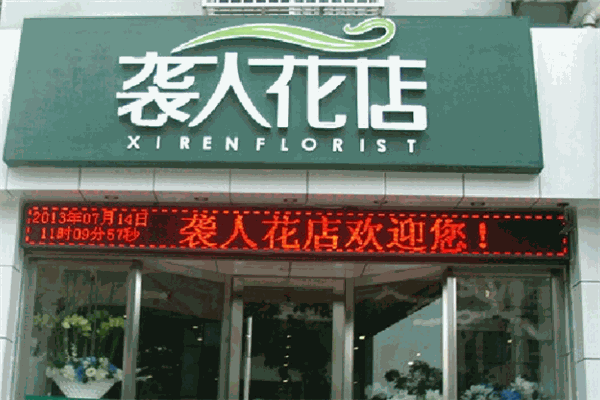 袭人花店
XIRENFLORIST
2013年07月14日
11时09分57秒
袭人花店欢迎您!